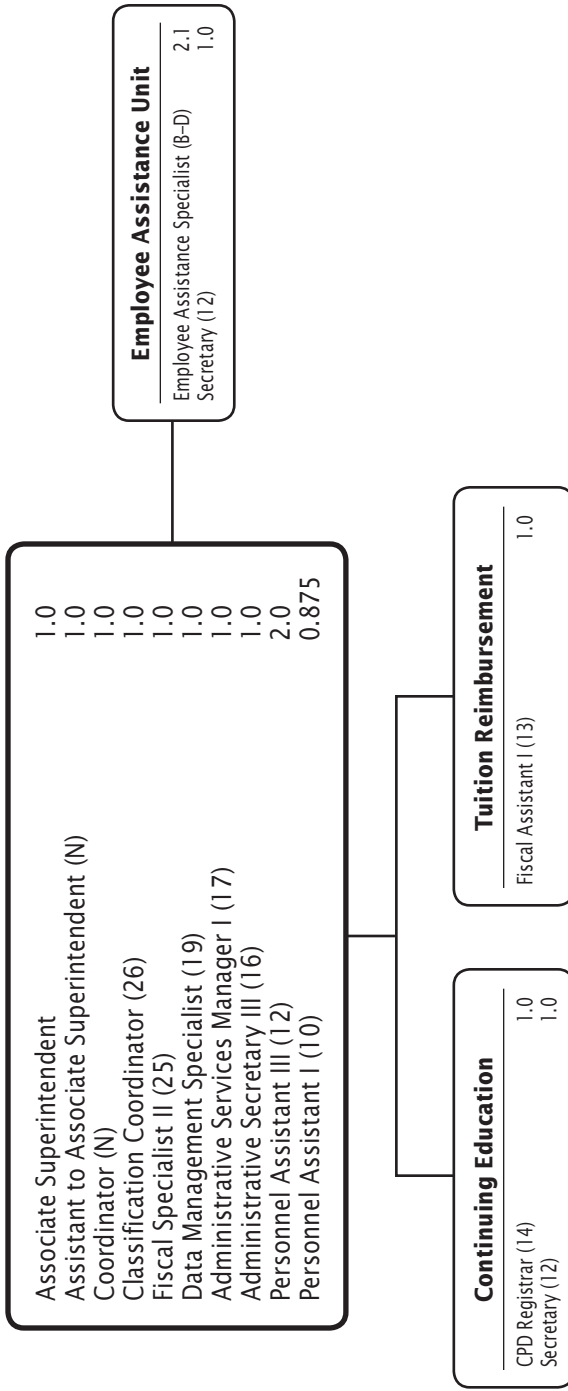 Associate Superintendent 1.0
Assistant to Associate Superintendent (N) 1.0
Coordinator (N) 1.0
Classification Coordinator (26) 1.0
Fiscal Specialist II (25) 1.0
Data Management Specialist (19) 1.0
Administrative Services Manager I (17) 1.0
Administrative Secretary III (16) 1.0
Personnel Assistant III (12) 2.0
Personnel Assistant I (10) 0.875
Employee Assistance Unit
Employee Assistance Specialist (B–D) 2.1
Secretary (12) 1.0
Continuing Education
CPD Registrar (14) 1.0
Secretary (12) 1.0
Tuition Reimbursement
Fiscal Assistant I (13) 1.0